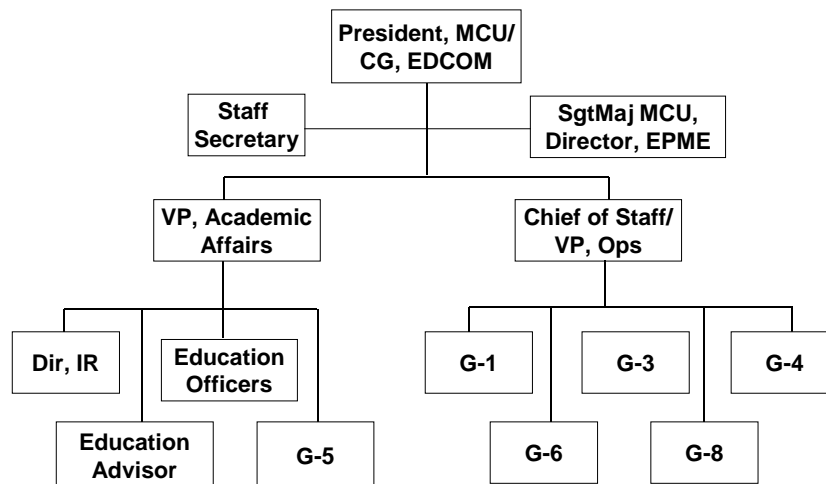 President, MCU/
CG, EDCOM
Staff
Secretary
SgtMaj MCU,
Director, EPME
VP, Academic
Affairs
Chief of Staff/
VP, Ops
Dir, IR
Education
Officers
G-1
G-3
G-4
Education
Advisor
G-5
G-6
G-8